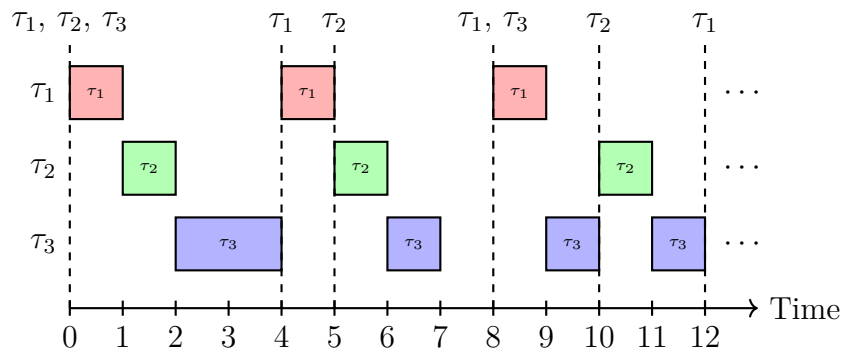 τ₁, τ₂, τ₃ τ₁ τ₂ τ₁, τ₃ τ₂ τ₁
τ₁ τ₁ τ₁ τ₁ ⋯
τ₂ τ₂ τ₂ τ₂ ⋯
τ₃ τ₃ τ₃ τ₃ τ₃ ⋯
Time
0 1 2 3 4 5 6 7 8 9 10 11 12